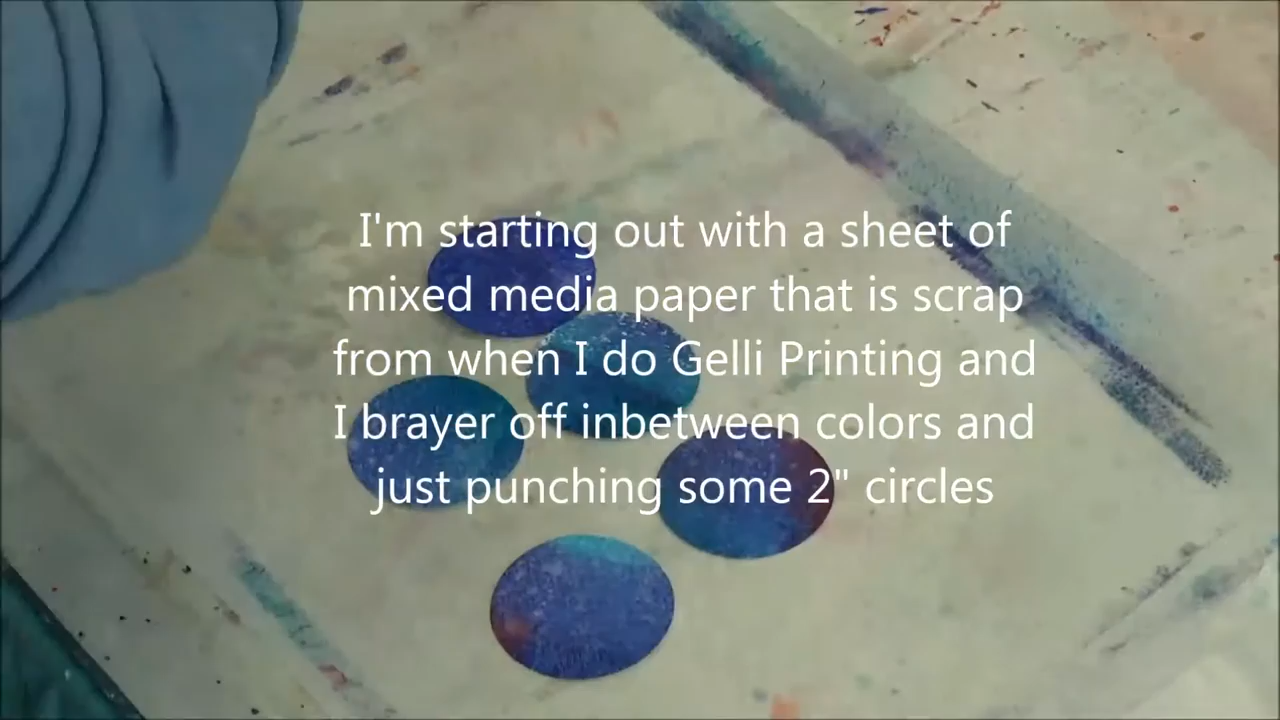 I'm starting out with a sheet of
mixed media paper that is scrap
from when I do Gelli Printing and
I brayer off inbetween colors and
just punching some 2" circles